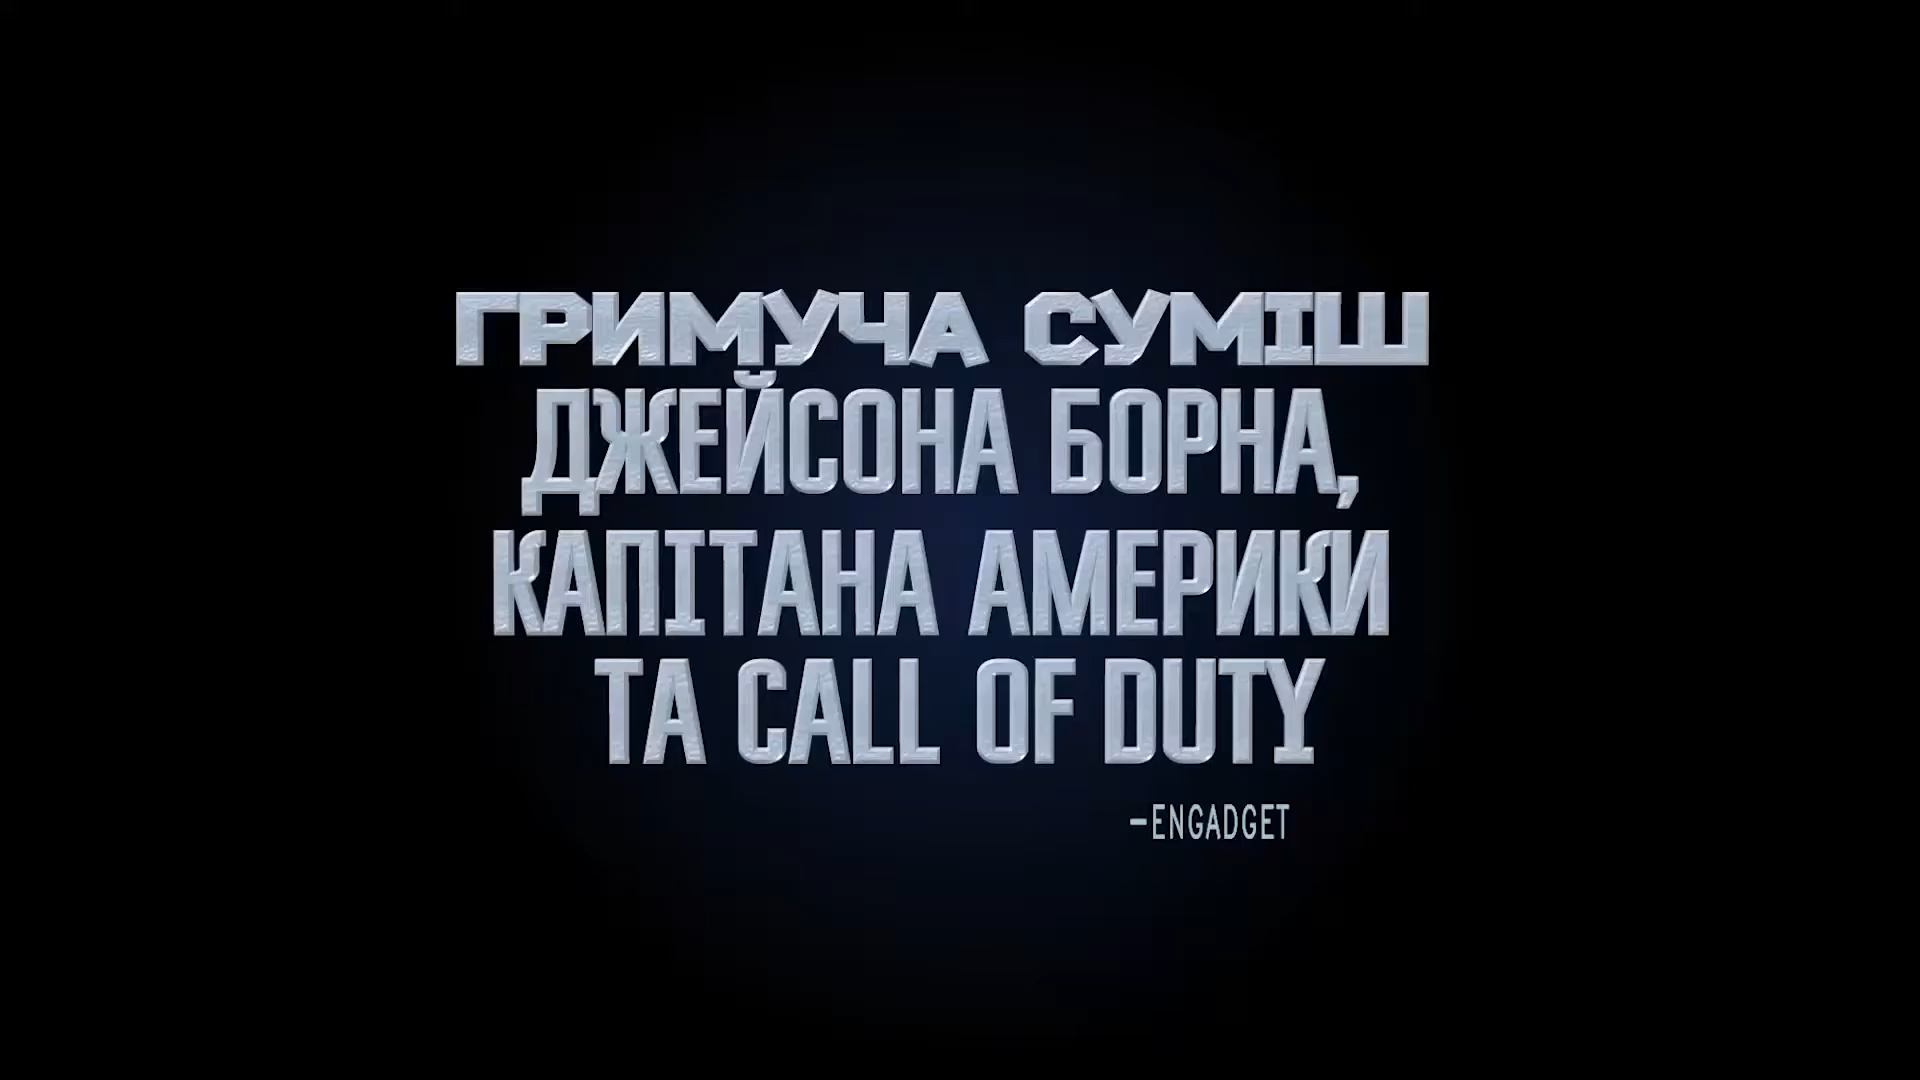 ГРИМУЧА СУМІШ
ДЖЕЙСОНА БОРНА,
КАПІТАНА АМЕРИКИ
ТА CALL OF DUTY
–ENGADGET